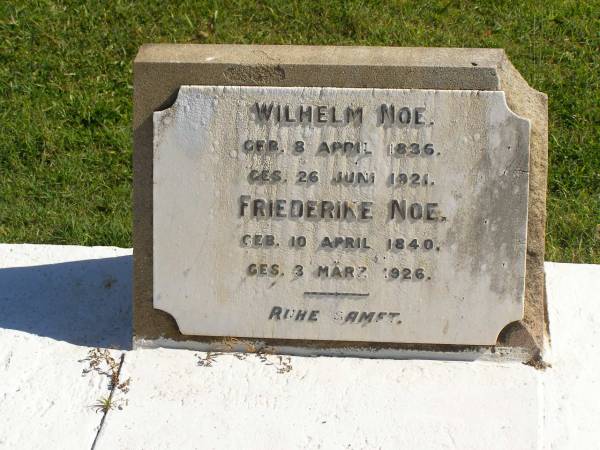 WILHELM NOE.
GEB. 8 APRIL 1836.
GES. 26 JUNI 1921.
FRIEDERIKE NOE.
GEB. 10 APRIL 1840.
GES. 3 MÄRZ 1926.
RUHE SAMFT.